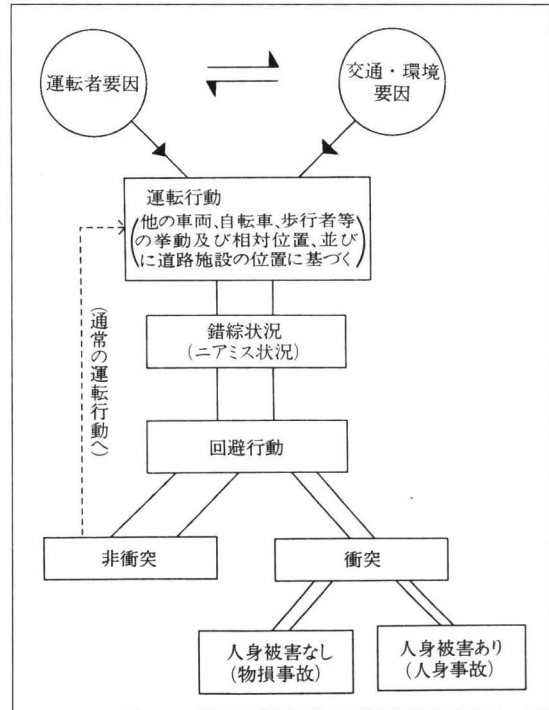 運転者要因
交通・環境
要因
運転行動
(他の車両、自転車、歩行者等
の挙動及び相対位置、並び
に道路施設の位置に基づく)
錯綜状況
(ニアミス状況)
(通常の運転行動へ)
回避行動
非衝突
衝突
人身被害なし
(物損事故)
人身被害あり
(人身事故)